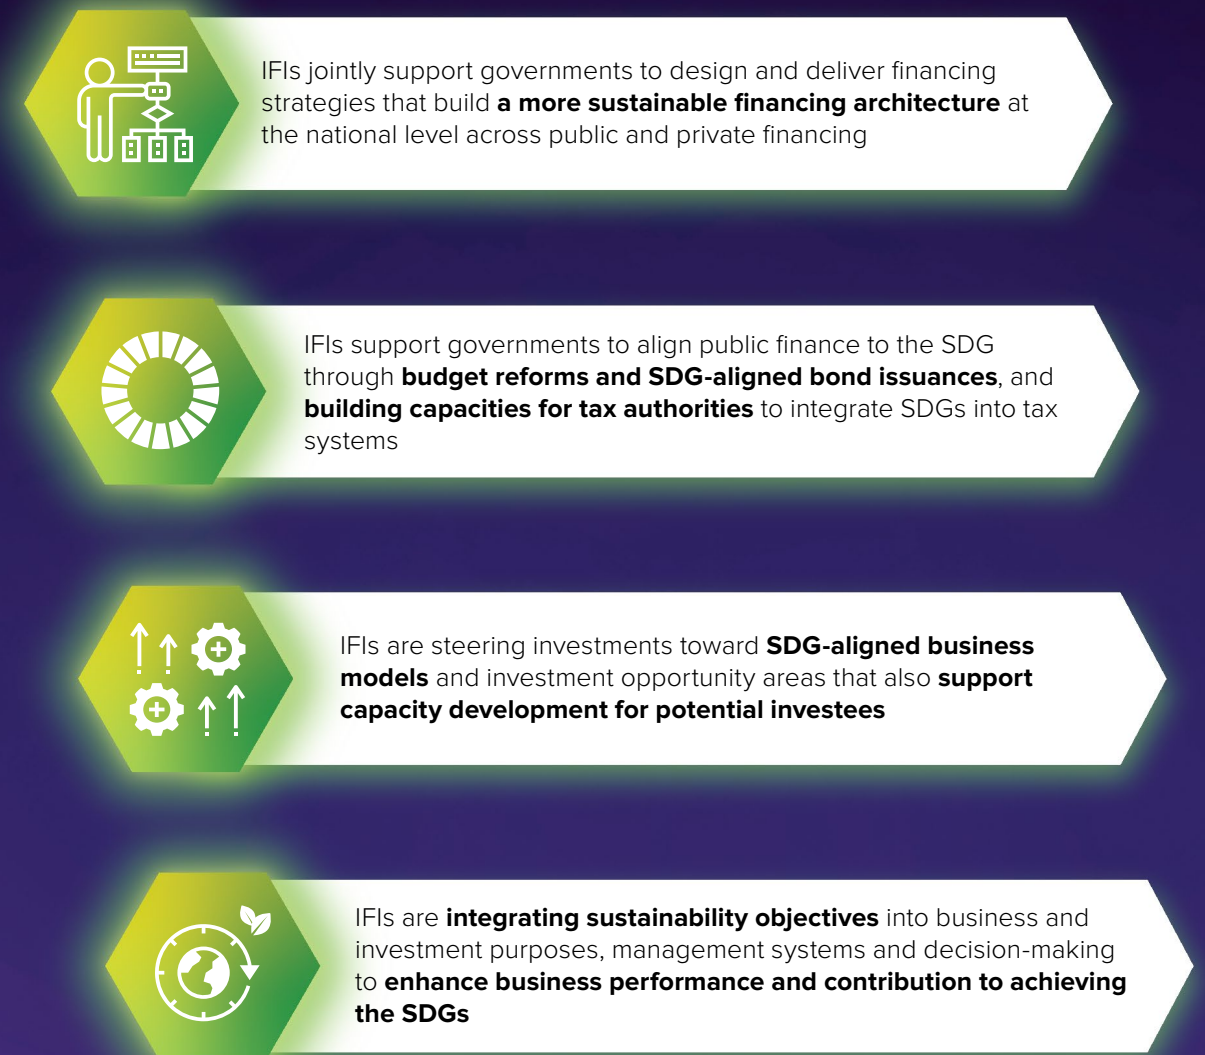 IFIs jointly support governments to design and deliver financing
strategies that build a more sustainable financing architecture at
the national level across public and private financing
IFIs support governments to align public finance to the SDG
through budget reforms and SDG-aligned bond issuances, and
building capacities for tax authorities to integrate SDGs into tax
systems
IFIs are steering investments toward SDG-aligned business
models and investment opportunity areas that also support
capacity development for potential investees
IFIs are integrating sustainability objectives into business and
investment purposes, management systems and decision-making
to enhance business performance and contribution to achieving
the SDGs